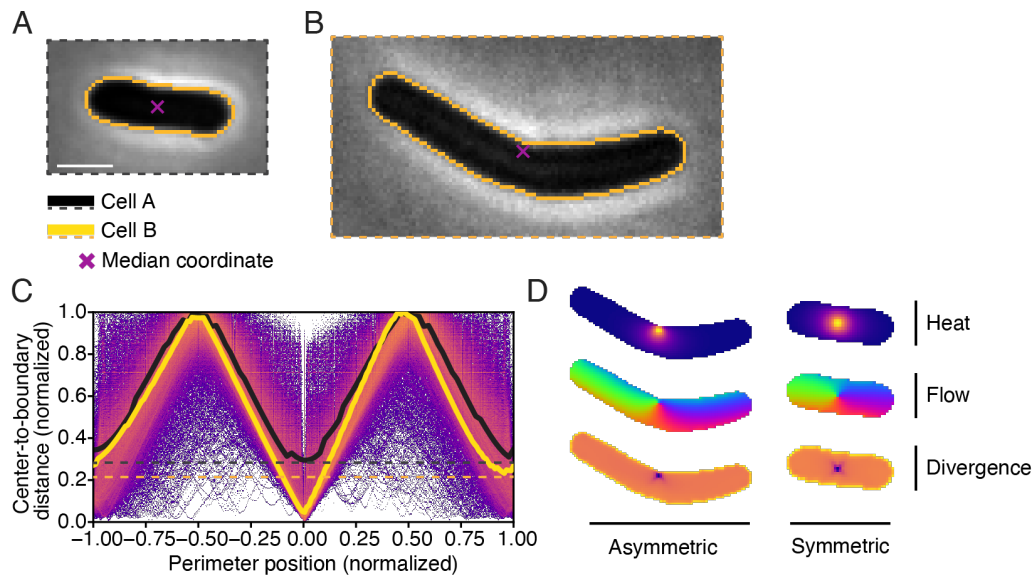 A
B
Cell A
Cell B
Median coordinate
C
D
Center-to-boundary
distance (normalized)
1.0
0.8
0.6
0.4
0.2
0.0
−1.00 −0.75 −0.50 −0.25 0.00 0.25 0.50 0.75 1.00
Perimeter position (normalized)
Heat
Flow
Divergence
Asymmetric
Symmetric